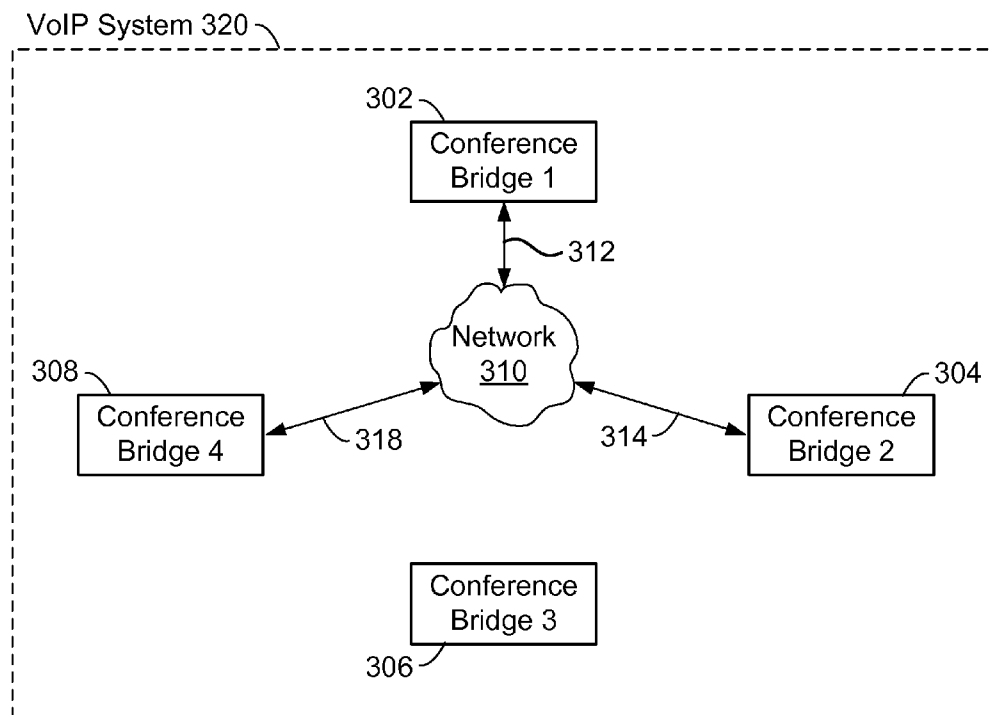 VoIP System 320
302
Conference
Bridge 1
312
Network
310
308
Conference
Bridge 4
318
304
Conference
Bridge 2
314
Conference
Bridge 3
306